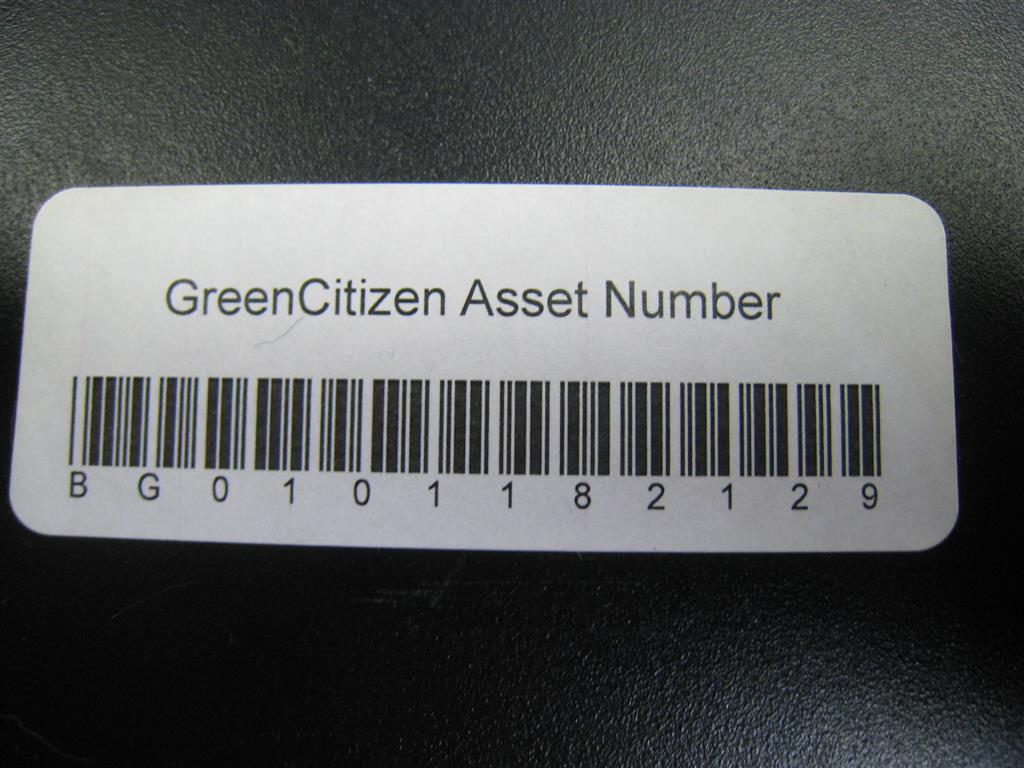 GreenCitizen Asset Number
B G 0 1 0 1 1 8 2 1 2 9